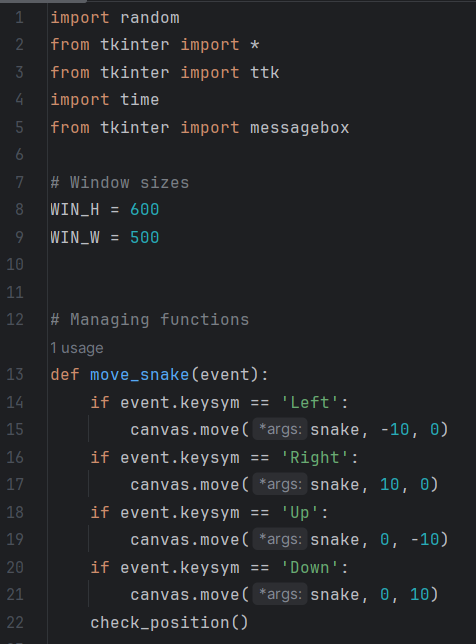 1 import random
2 from tkinter import *
3 from tkinter import ttk
4 import time
5 from tkinter import messagebox
6
7 # Window sizes
8 WIN_H = 600
9 WIN_W = 500
10
11
12 # Managing functions
1 usage
13 def move_snake(event):
14     if event.keysym == 'Left':
15         canvas.move( *args: snake, -10, 0)
16     if event.keysym == 'Right':
17         canvas.move( *args: snake, 10, 0)
18     if event.keysym == 'Up':
19         canvas.move( *args: snake, 0, -10)
20     if event.keysym == 'Down':
21         canvas.move( *args: snake, 0, 10)
22     check_position()